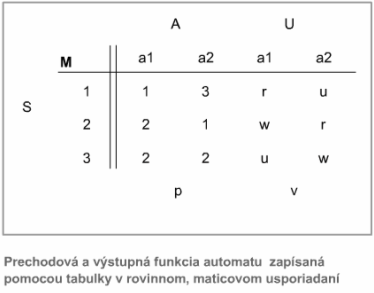 A U
M a1 a2 a1 a2
1 1 3 r u
S
2 2 1 w r
3 2 2 u w
p v
Prechodová a výstupná funkcia automatu zapísaná
pomocou tabulky v rovinnom, maticovom usporiadaní